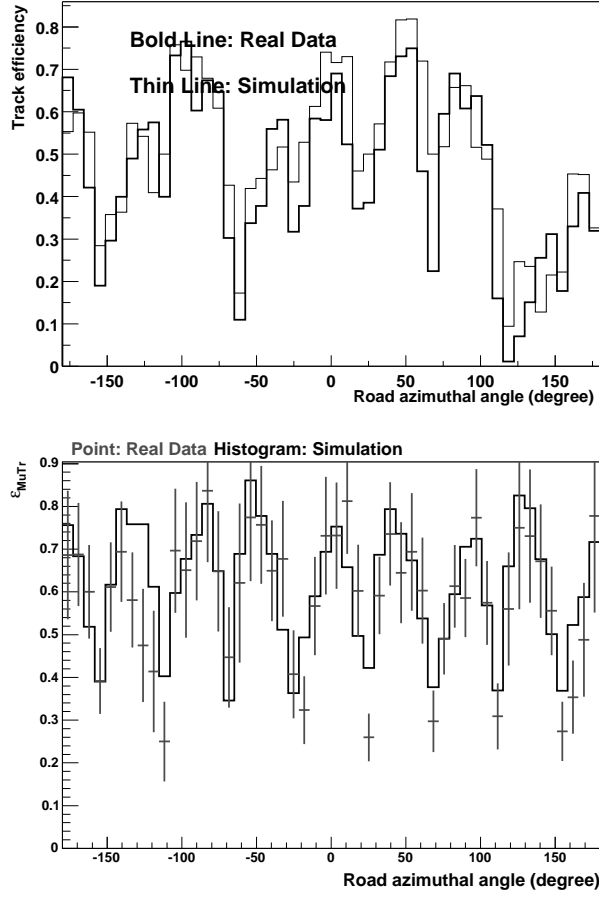 Track efficiency
0.8
0.7
0.6
0.5
0.4
0.3
0.2
0.1
0
Bold Line: Real Data
Thin Line: Simulation
-150 -100 -50 0 50 100 150
Road azimuthal angle (degree)
Point: Real Data Histogram: Simulation
εMuTr
0.9
0.8
0.7
0.6
0.5
0.4
0.3
0.2
0.1
0
-150 -100 -50 0 50 100 150
Road azimuthal angle (degree)